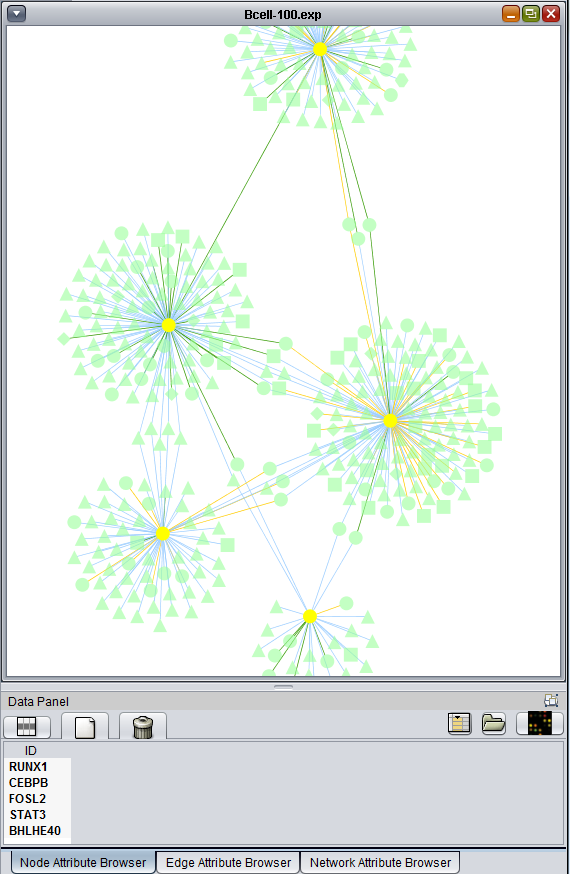 Bcell-100.exp
Data Panel
ID
RUNX1
CEBPB
FOSL2
STAT3
BHLHE40
Node Attribute Browser
Edge Attribute Browser
Network Attribute Browser